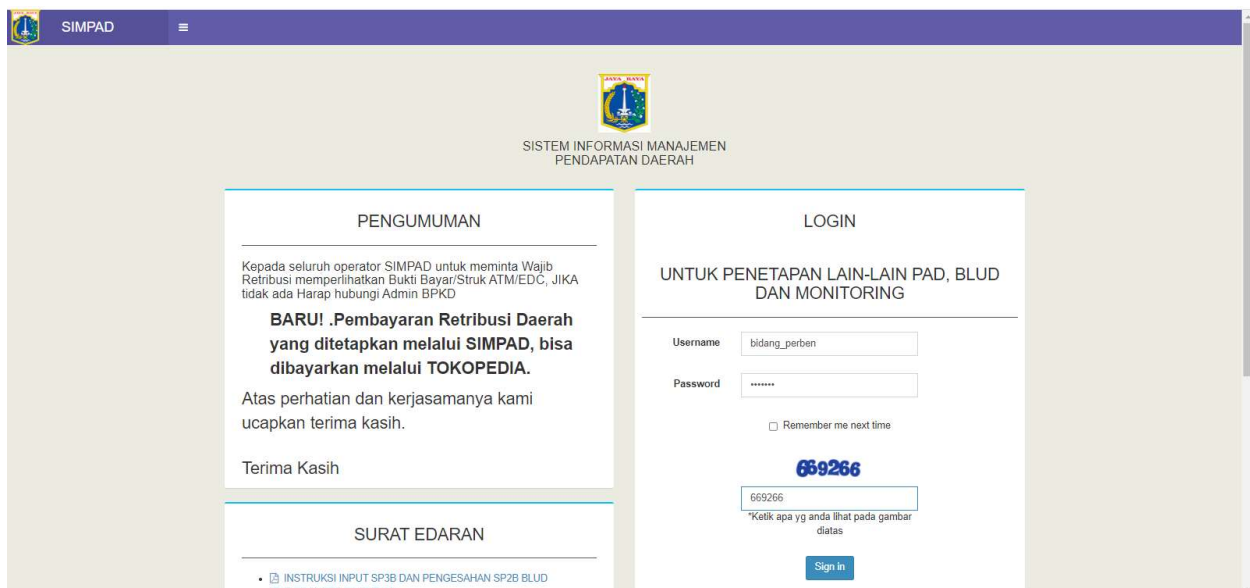 SIMPAD
JAYA RAYA
SISTEM INFORMASI MANAJEMEN
PENDAPATAN DAERAH
PENGUMUMAN
Kepada seluruh operator SIMPAD untuk meminta Wajib
Retribusi memperlihatkan Bukti Bayar/Struk ATM/EDC, JIKA
tidak ada Harap hubungi Admin BPKD
BARU! .Pembayaran Retribusi Daerah
yang ditetapkan melalui SIMPAD, bisa
dibayarkan melalui TOKOPEDIA.
Atas perhatian dan kerjasamanya kami
ucapkan terima kasih.
Terima Kasih
SURAT EDARAN
INSTRUKSI INPUT SP3B DAN PENGESAHAN SP2B BLUD
LOGIN
UNTUK PENETAPAN LAIN-LAIN PAD, BLUD
DAN MONITORING
Username bidang_perben
Password •••••••
Remember me next time
669266
669266
*Ketik apa yg anda lihat pada gambar
diatas
Sign in